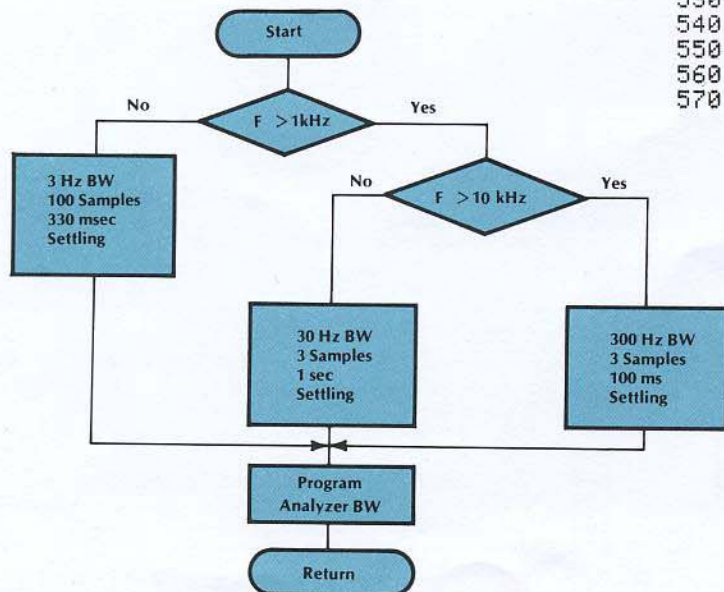 540
550
560
570
Start
No
F > 1kHz
Yes
3 Hz BW
100 Samples
330 msec
Settling
No
F > 10 kHz
Yes
30 Hz BW
3 Samples
1 sec
Settling
300 Hz BW
3 Samples
100 ms
Settling
Program
Analyzer BW
Return